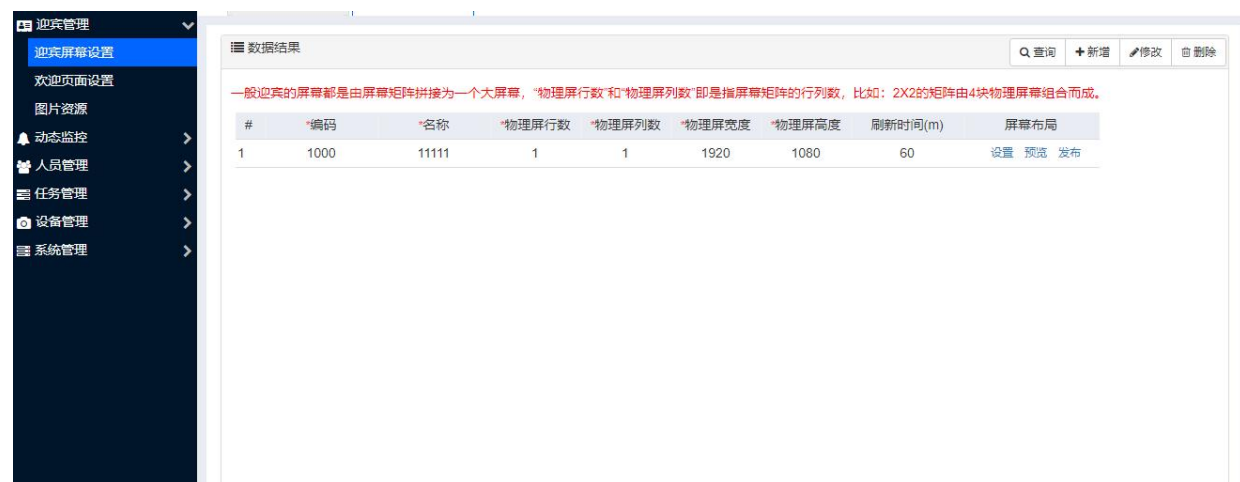 迎宾管理
迎宾屏幕设置
欢迎页面设置
图片资源
动态监控
人员管理
任务管理
设备管理
系统管理
数据结果
查询 新增 修改 删除
一般迎宾的屏幕都是由屏幕矩阵拼接为一个大屏幕，“物理屏行数”和“物理屏列数”即是指屏幕矩阵的行列数，比如：2X2的矩阵由4块物理屏幕组合而成。
# *编码 *名称 *物理屏行数 *物理屏列数 *物理屏宽度 *物理屏高度 刷新时间(m) 屏幕布局
1 1000 11111 1 1 1920 1080 60 设置 预览 发布